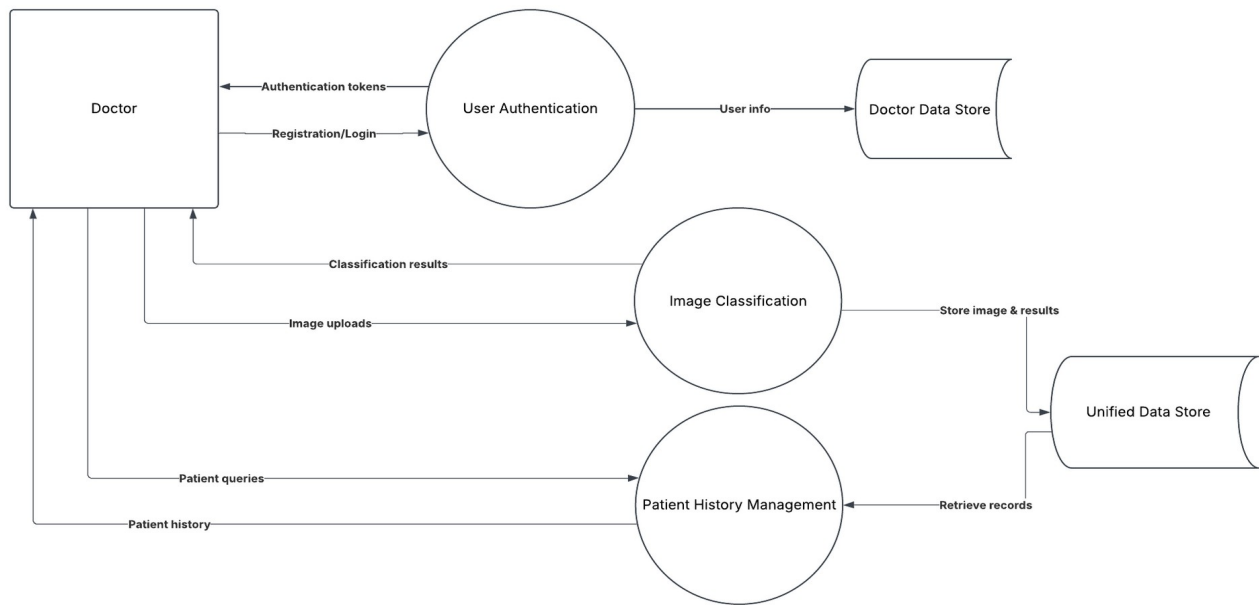 Doctor
Authentication tokens
User Authentication
User info
Doctor Data Store
Registration/Login
Classification results
Image Classification
Image uploads
Store image & results
Unified Data Store
Patient queries
Patient History Management
Retrieve records
Patient history